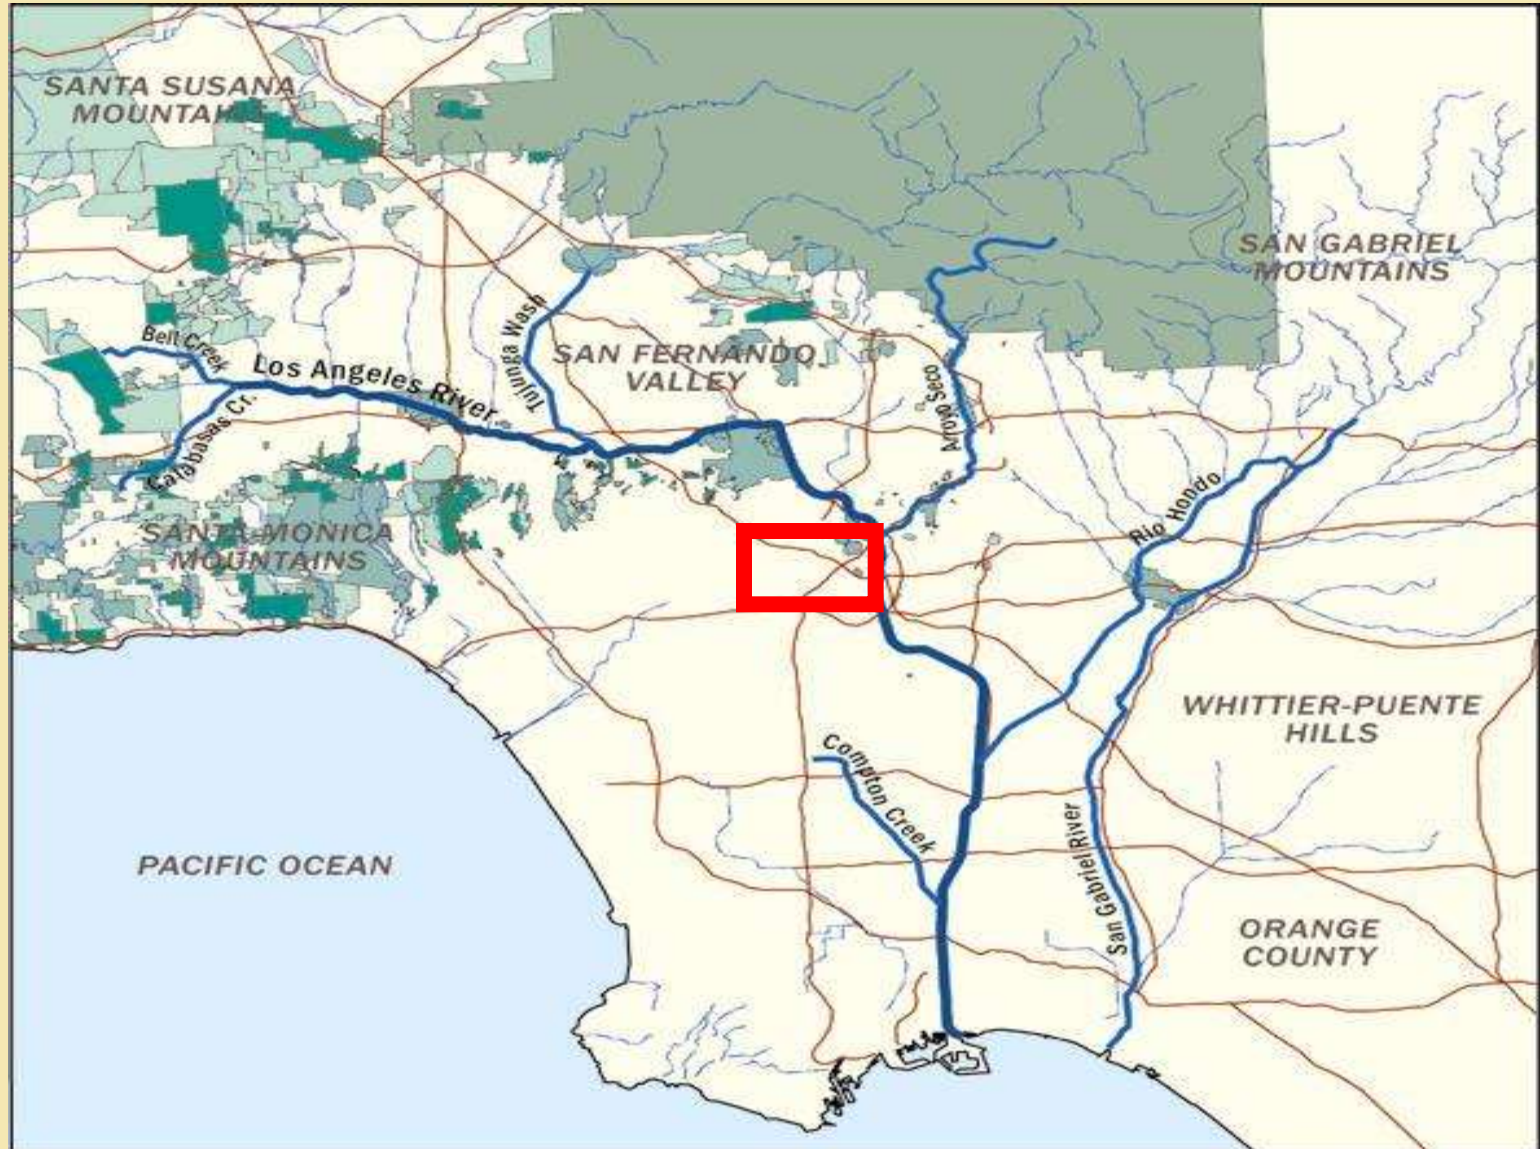 SANTA SUSANA
MOUNTAINS
SAN GABRIEL
MOUNTAINS
Bell Creek
Los Angeles River
Tujunga Wash
SAN FERNANDO
VALLEY
Arroyo Seco
Calabasas Cr.
SANTA MONICA
MOUNTAINS
Rio Hondo
WHITTIER-PUENTE
HILLS
Compton Creek
San Gabriel River
PACIFIC OCEAN
ORANGE
COUNTY